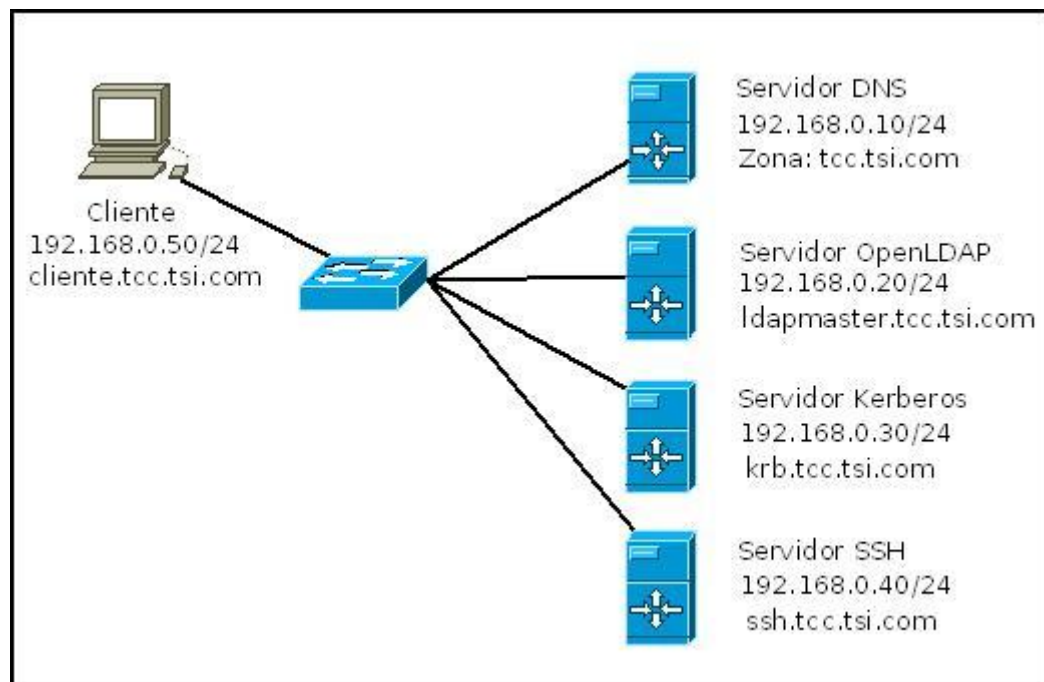 Cliente
192.168.0.50/24
cliente.tcc.tsi.com
Servidor DNS
192.168.0.10/24
Zona: tcc.tsi.com
Servidor OpenLDAP
192.168.0.20/24
ldapmaster.tcc.tsi.com
Servidor Kerberos
192.168.0.30/24
krb.tcc.tsi.com
Servidor SSH
192.168.0.40/24
ssh.tcc.tsi.com